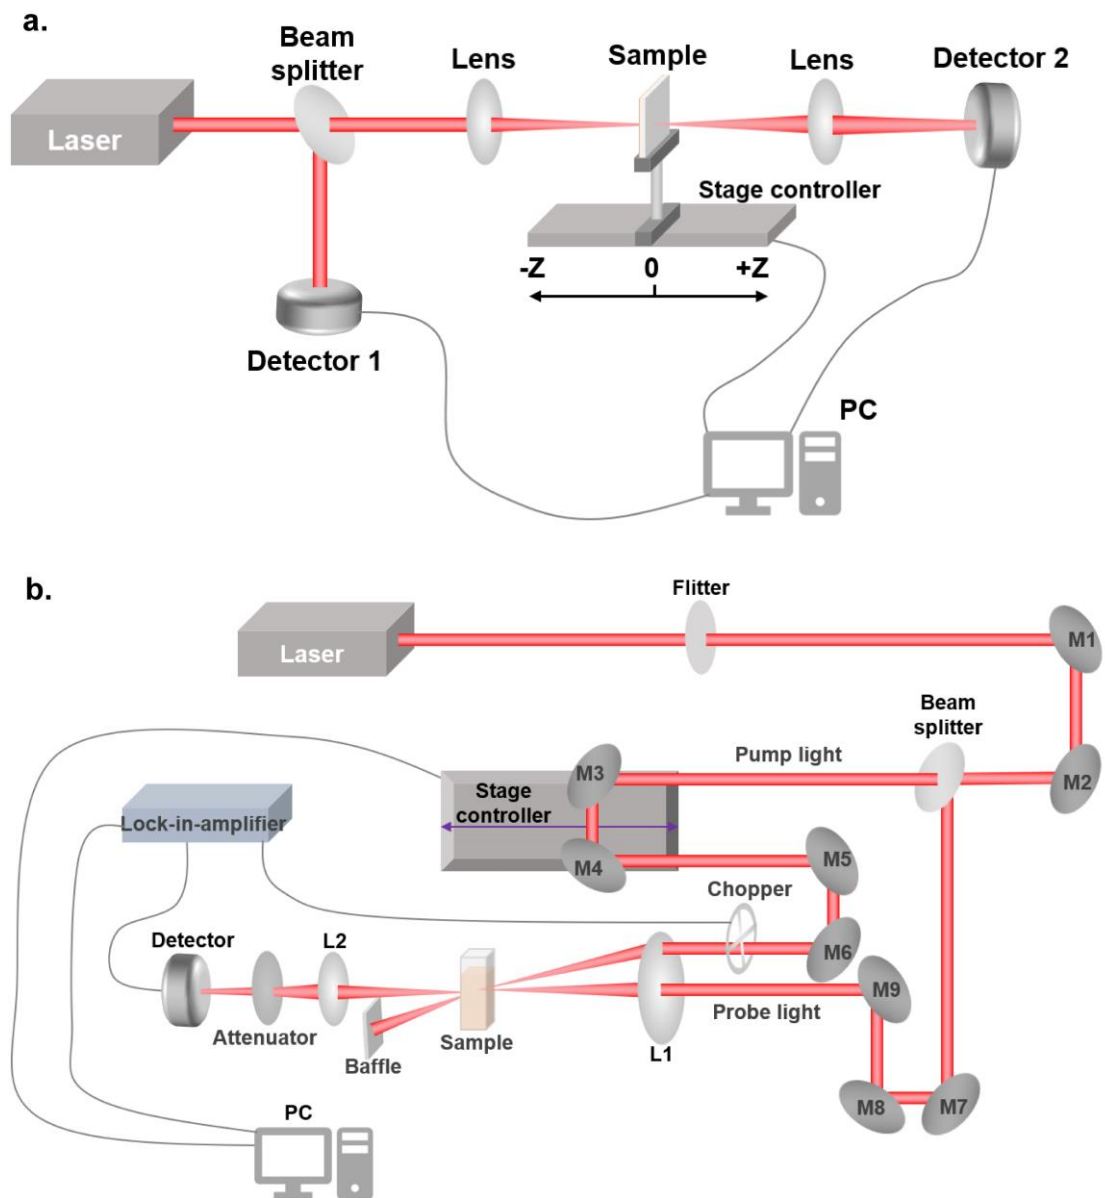 a.
Beam
splitter
Lens
Sample
Lens
Detector 2
Laser
Stage controller
-Z
0
+Z
Detector 1
PC
b.
Flitter
Laser
M1
Beam
splitter
Pump light
M3
M2
Stage
controller
Lock-in-amplifier
M4
M5
Chopper
Detector
L2
M6
M9
Probe light
Attenuator
Sample
L1
Baffle
M8
M7
PC